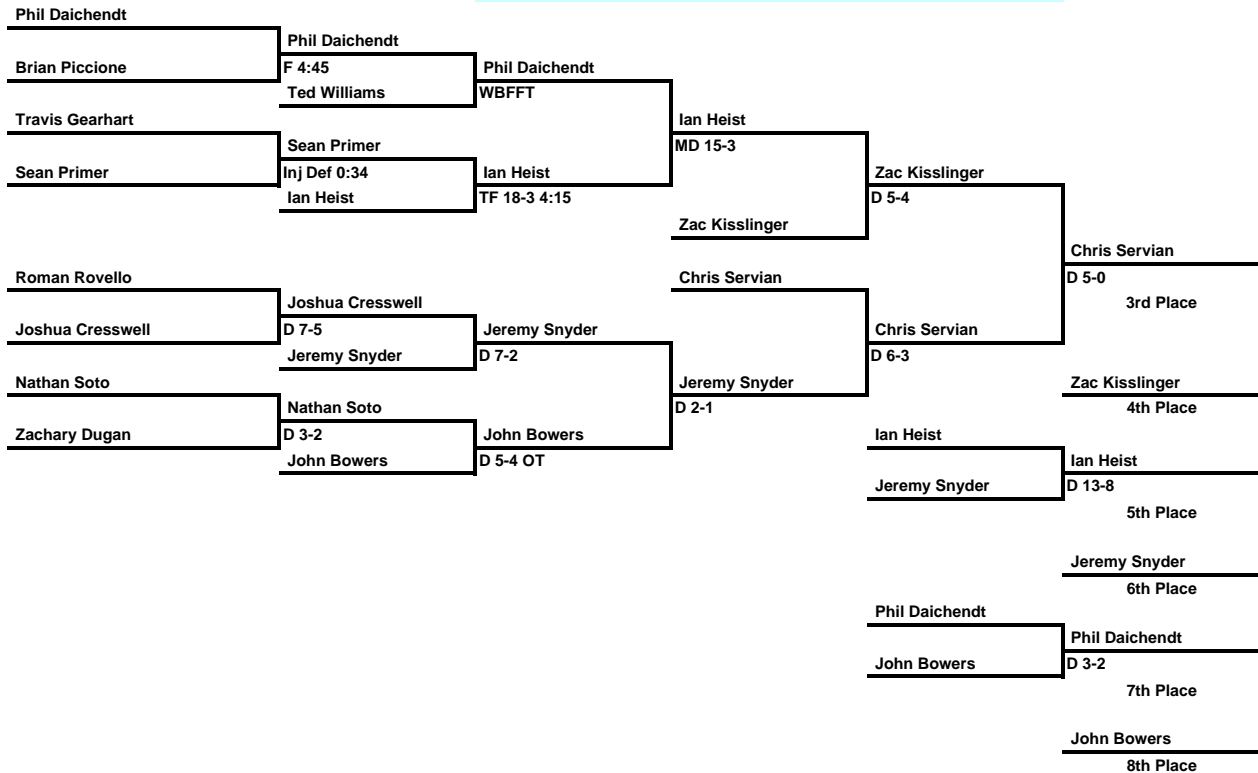 Phil Daichendt
Phil Daichendt
Brian Piccione
F 4:45
Phil Daichendt
Ted Williams
WBFFT
Travis Gearhart
Ian Heist
Sean Primer
MD 15-3
Sean Primer
Inj Def 0:34
Ian Heist
Zac Kisslinger
Ian Heist
TF 18-3 4:15
D 5-4
Zac Kisslinger
Chris Servian
Roman Rovello
Chris Servian
D 5-0
Joshua Cresswell
3rd Place
Joshua Cresswell
D 7-5
Jeremy Snyder
Chris Servian
Jeremy Snyder
D 7-2
D 6-3
Nathan Soto
Jeremy Snyder
Zac Kisslinger
Nathan Soto
D 2-1
4th Place
Zachary Dugan
D 3-2
John Bowers
Ian Heist
John Bowers
D 5-4 OT
Ian Heist
Jeremy Snyder
D 13-8
5th Place
Jeremy Snyder
6th Place
Phil Daichendt
Phil Daichendt
John Bowers
D 3-2
7th Place
John Bowers
8th Place